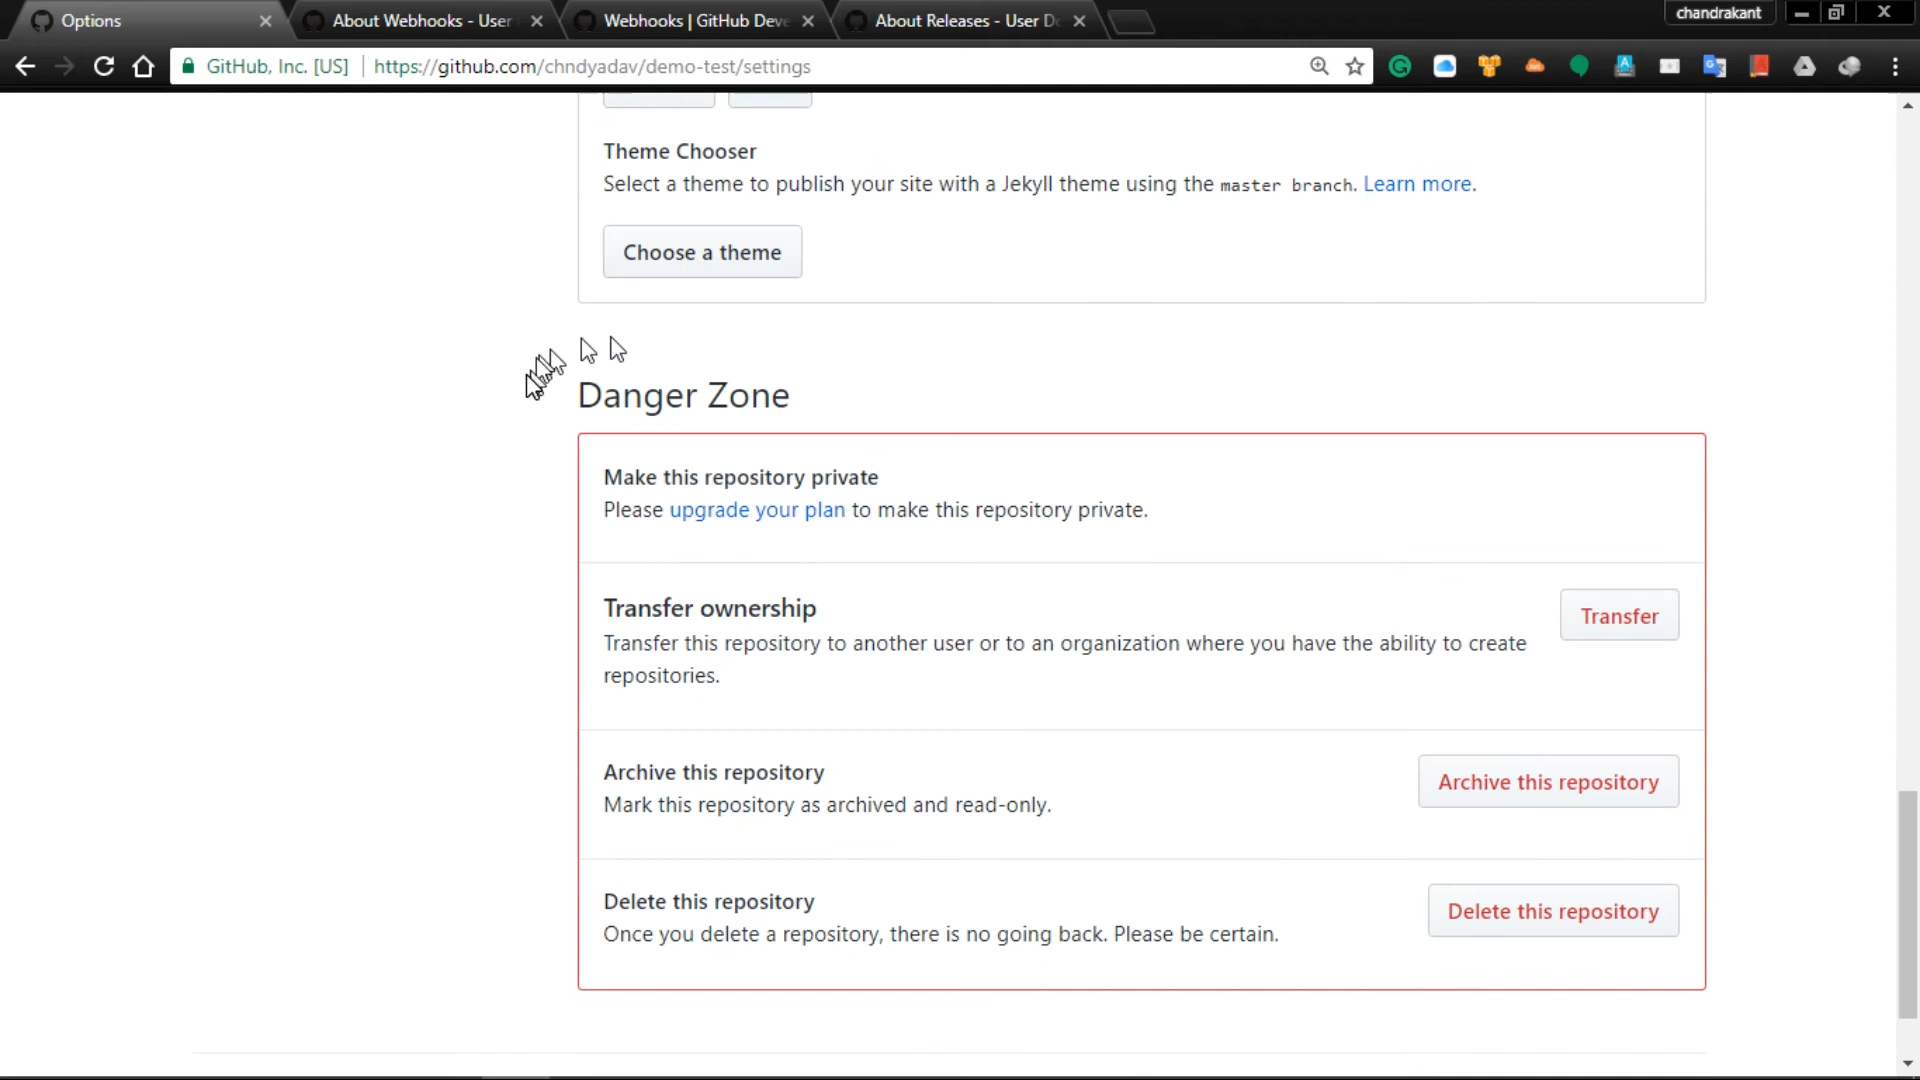 Options
About Webhooks - User
Webhooks | GitHub Deve
About Releases - User Do
chandrakant
GitHub, Inc. [US]
https://github.com/chndyadav/demo-test/settings
Theme Chooser
Select a theme to publish your site with a Jekyll theme using the master branch. Learn more.
Choose a theme
Danger Zone
Make this repository private
Please upgrade your plan to make this repository private.
Transfer ownership
Transfer this repository to another user or to an organization where you have the ability to create
repositories.
Transfer
Archive this repository
Mark this repository as archived and read-only.
Archive this repository
Delete this repository
Once you delete a repository, there is no going back. Please be certain.
Delete this repository